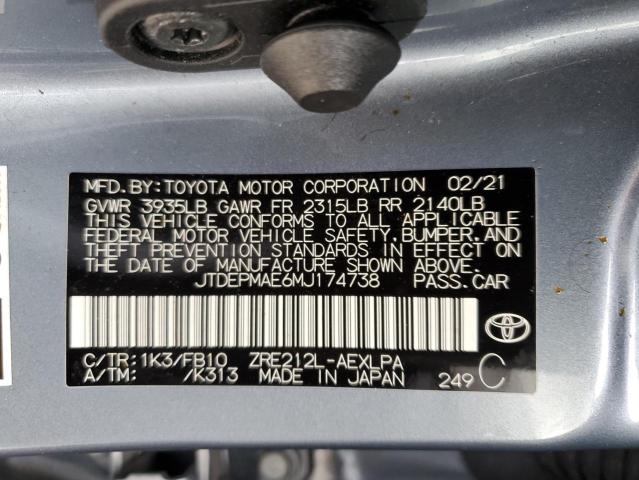 MFD.BY:TOYOTA MOTOR CORPORATION 02/21
GVWR 3935LB GAWR FR 2315LB RR 2140LB
THIS VEHICLE CONFORMS TO ALL APPLICABLE
FEDERAL MOTOR VEHICLE SAFETY,BUMPER,AND
THEFT PREVENTION STANDARDS IN EFFECT ON
THE DATE OF MANUFACTURE SHOWN ABOVE.
JTDEPMAE6MJ174738 PASS.CAR
C/TR:1K3/FB10 ZRE212L-AEXLPA
A/TM: /K313 MADE IN JAPAN 249 C